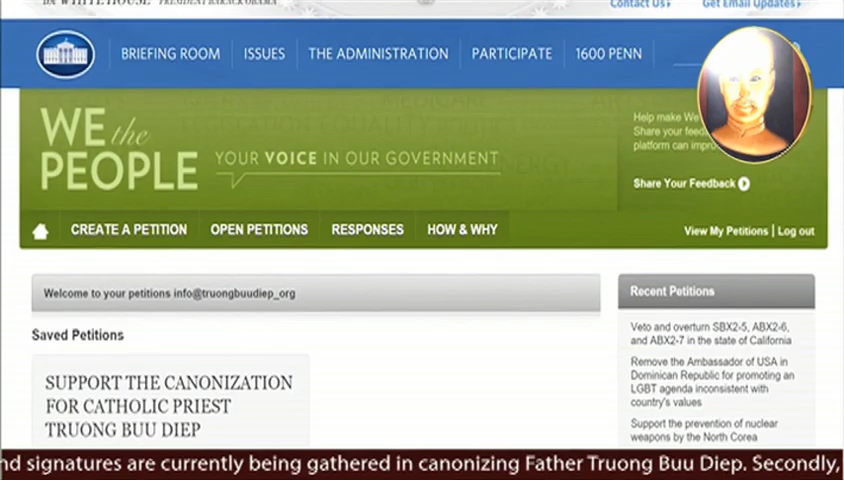 THE WHITE HOUSE PRESIDENT BARACK OBAMA
Contact Us
Get Email Updates
BRIEFING ROOM
ISSUES
THE ADMINISTRATION
PARTICIPATE
1600 PENN
WE the
PEOPLE
YOUR VOICE IN OUR GOVERNMENT
Help make We
Share your feed
platform can impro
Share Your Feedback
CREATE A PETITION
OPEN PETITIONS
RESPONSES
HOW & WHY
View My Petitions | Log out
Welcome to your petitions info@truongbuudiep_org
Saved Petitions
SUPPORT THE CANONIZATION
FOR CATHOLIC PRIEST
TRUONG BUU DIEP
Recent Petitions
Veto and overturn SBX2-5, ABX2-6,
and ABX2-7 in the state of California
Remove the Ambassador of USA in
Dominican Republic for promoting an
LGBT agenda inconsistent with
country's values
Support the prevention of nuclear
weapons by the North Corea
nd signatures are currently being gathered in canonizing Father Truong Buu Diep. Secondly,